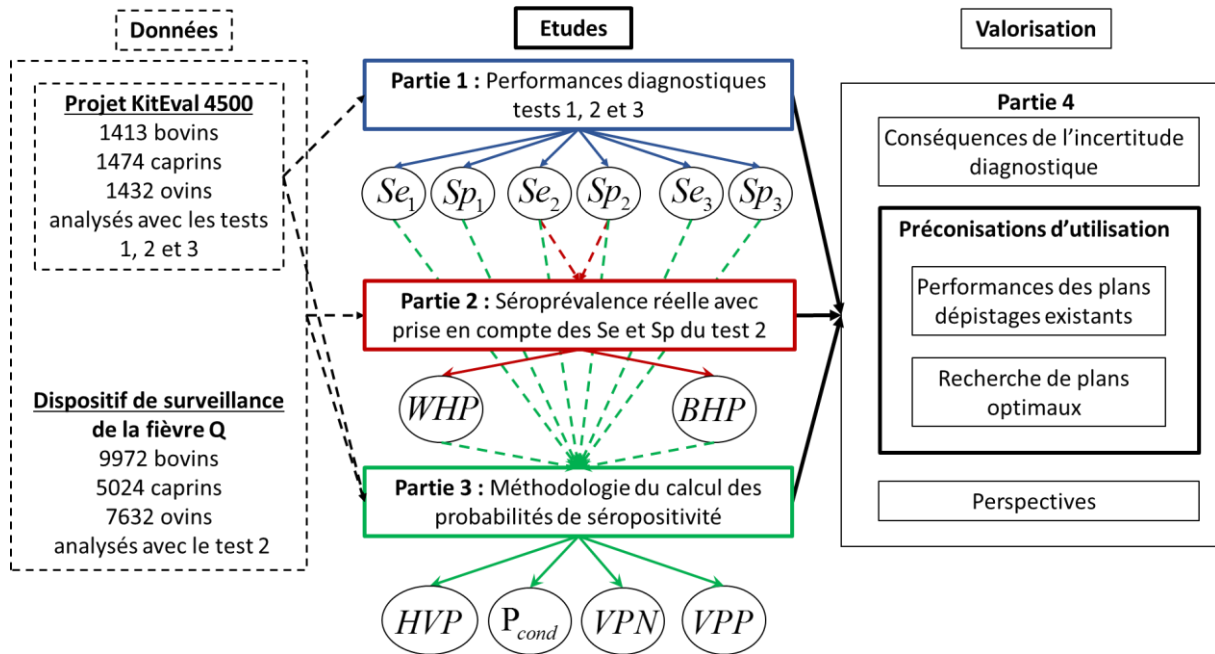 Données
Projet KitEval 4500
1413 bovins
1474 caprins
1432 ovins
analysés avec les tests
1, 2 et 3
Dispositif de surveillance
de la fièvre Q
9972 bovins
5024 caprins
7632 ovins
analysés avec le test 2
Etudes
Partie 1 : Performances diagnostiques
tests 1, 2 et 3
Se1
Sp1
Se2
Sp2
Se3
Sp3
Partie 2 : Séroprévalence réelle avec
prise en compte des Se et Sp du test 2
WHP
BHP
Partie 3 : Méthodologie du calcul des
probabilités de séropositivité
HVP
Pcond
VPN
VPP
Valorisation
Partie 4
Conséquences de l'incertitude
diagnostique
Préconisations d'utilisation
Performances des plans
dépistages existants
Recherche de plans
optimaux
Perspectives